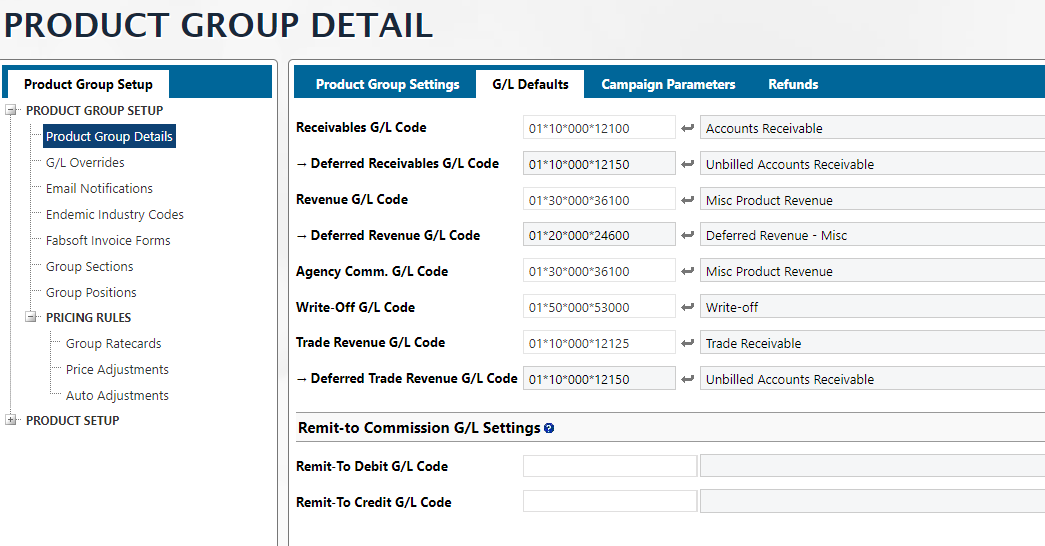 PRODUCT GROUP DETAIL
Product Group Setup
PRODUCT GROUP SETUP
Product Group Details
G/L Overrides
Email Notifications
Endemic Industry Codes
Fabsoft Invoice Forms
Group Sections
Group Positions
PRICING RULES
Group Ratecards
Price Adjustments
Auto Adjustments
PRODUCT SETUP
Product Group Settings G/L Defaults Campaign Parameters Refunds
Receivables G/L Code 01*10*000*12100 Accounts Receivable
→ Deferred Receivables G/L Code 01*10*000*12150 Unbilled Accounts Receivable
Revenue G/L Code 01*30*000*36100 Misc Product Revenue
→ Deferred Revenue G/L Code 01*20*000*24600 Deferred Revenue - Misc
Agency Comm. G/L Code 01*30*000*36100 Misc Product Revenue
Write-Off G/L Code 01*50*000*53000 Write-off
Trade Revenue G/L Code 01*10*000*12125 Trade Receivable
→ Deferred Trade Revenue G/L Code 01*10*000*12150 Unbilled Accounts Receivable
Remit-to Commission G/L Settings ?
Remit-To Debit G/L Code
Remit-To Credit G/L Code